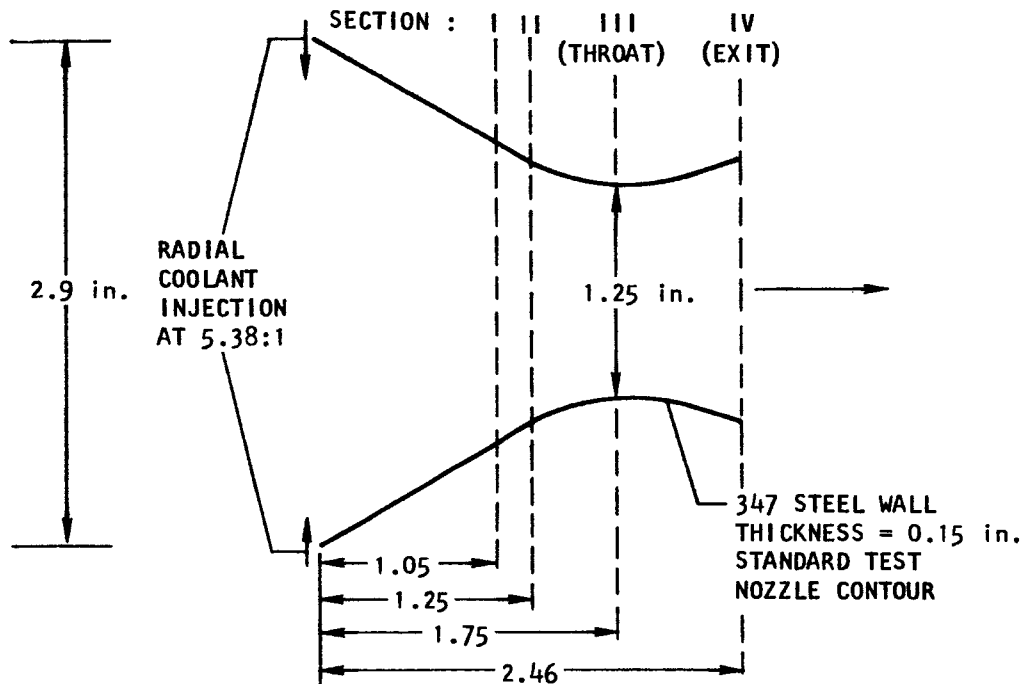 SECTION : I II III IV
(THROAT) (EXIT)
RADIAL
COOLANT
INJECTION
AT 5.38:1
2.9 in.
1.25 in.
347 STEEL WALL
THICKNESS = 0.15 in.
STANDARD TEST
NOZZLE CONTOUR
1.05
1.25
1.75
2.46